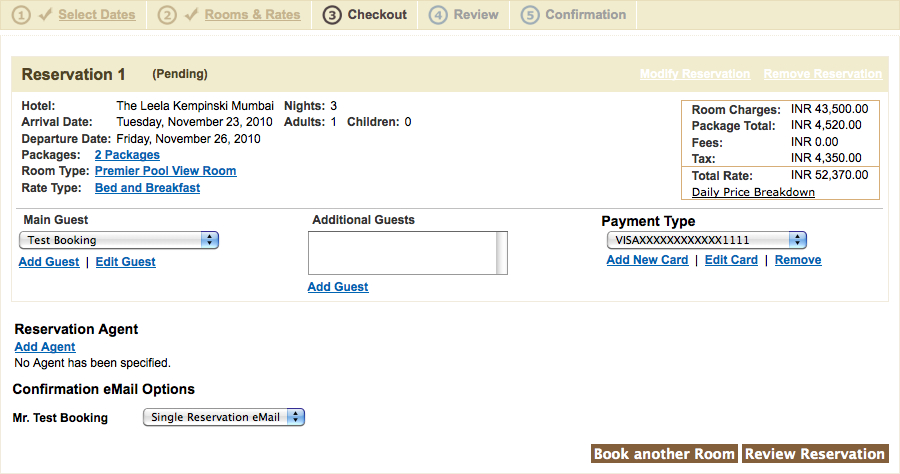 1 Select Dates 2 Rooms & Rates 3 Checkout 4 Review 5 Confirmation
Reservation 1 (Pending) Modify Reservation Remove Reservation
Hotel: The Leela Kempinski Mumbai Nights: 3
Arrival Date: Tuesday, November 23, 2010 Adults: 1 Children: 0
Departure Date: Friday, November 26, 2010
Packages: 2 Packages
Room Type: Premier Pool View Room
Rate Type: Bed and Breakfast
Room Charges: INR 43,500.00
Package Total: INR 4,520.00
Fees: INR 0.00
Tax: INR 4,350.00
Total Rate: INR 52,370.00
Daily Price Breakdown
Main Guest
Test Booking
Add Guest | Edit Guest
Additional Guests
Add Guest
Payment Type
VISAXXXXXXXXXXXX1111
Add New Card | Edit Card | Remove
Reservation Agent
Add Agent
No Agent has been specified.
Confirmation eMail Options
Mr. Test Booking Single Reservation eMail
Book another Room Review Reservation